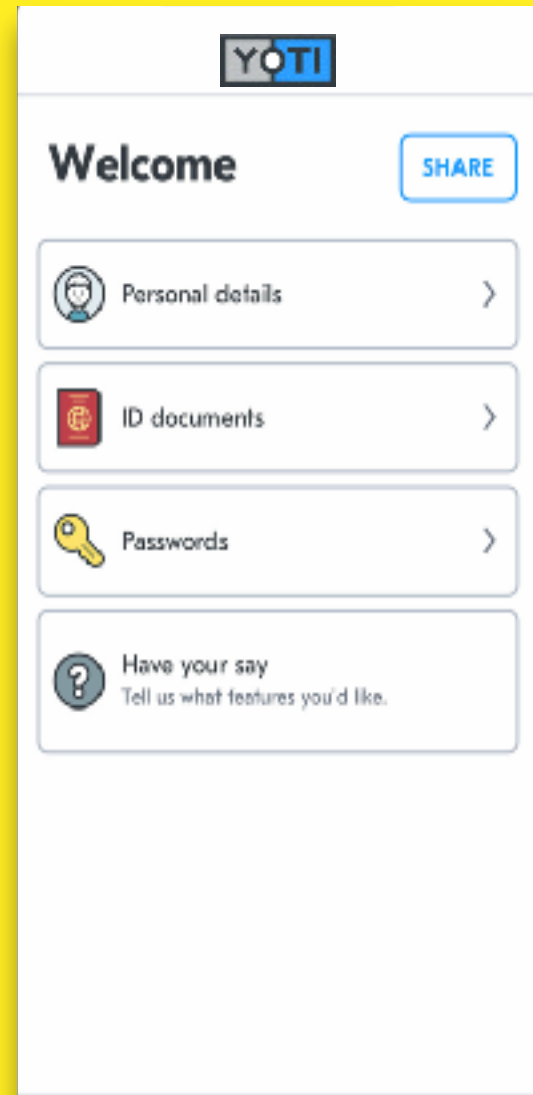 YOTI
Welcome
SHARE
Personal details
ID documents
Passwords
?
Have your say
Tell us what features you'd like.